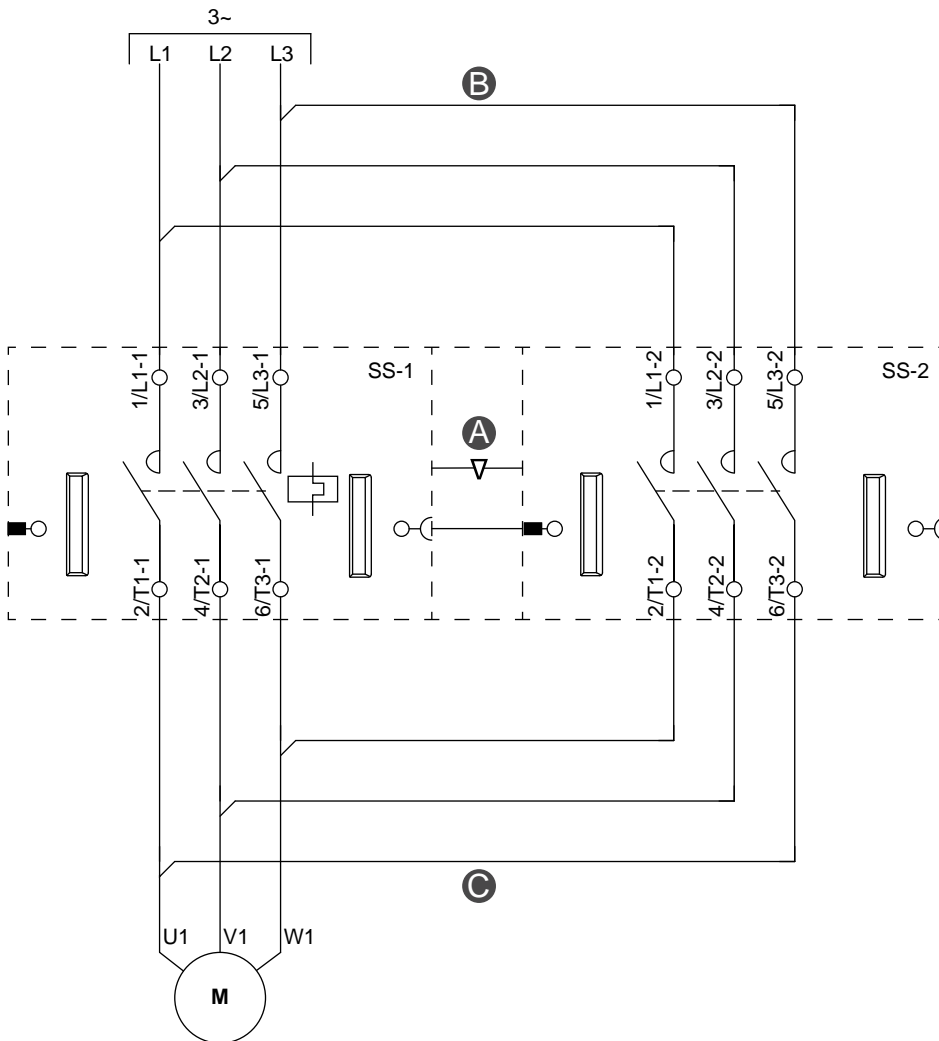 3~
L1 L2 L3
B
1/L1-1 3/L2-1 5/L3-1 SS-1 1/L1-2 3/L2-2 5/L3-2 SS-2
A
2/T1-1 4/T2-1 6/T3-1 2/T1-2 4/T2-2 6/T3-2
C
U1 V1 W1
M